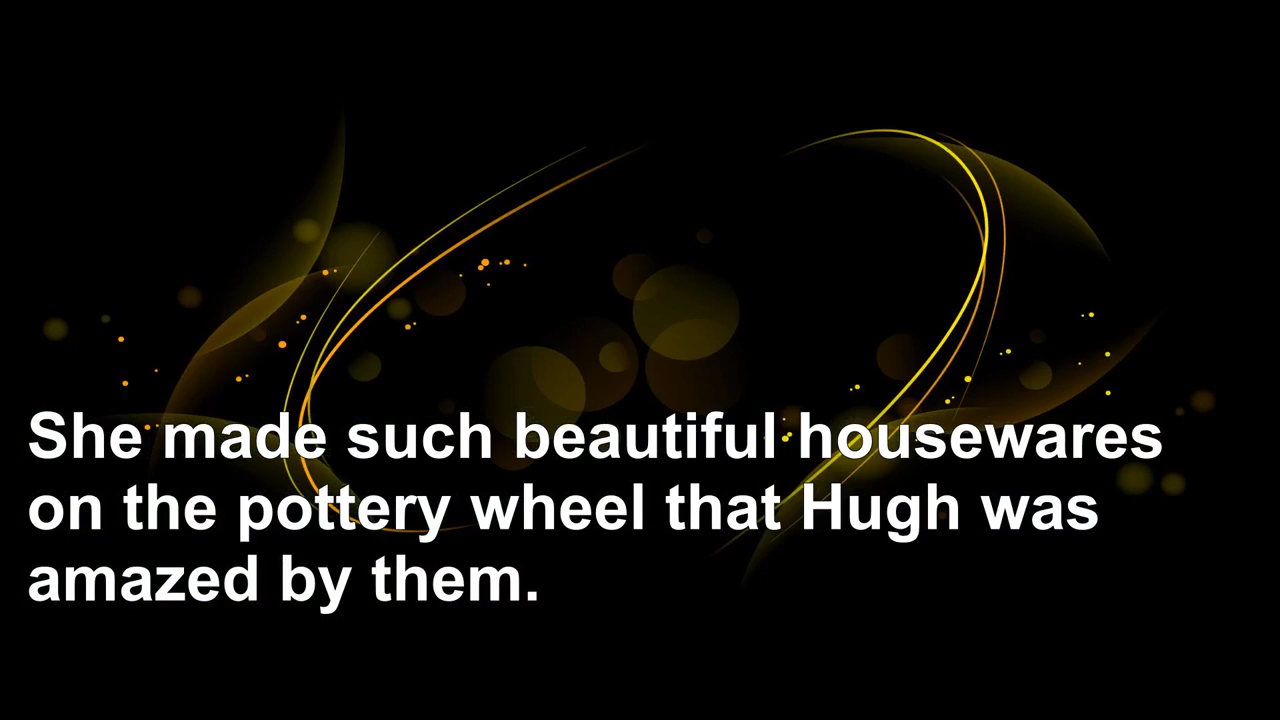 She made such beautiful housewares
on the pottery wheel that Hugh was
amazed by them.